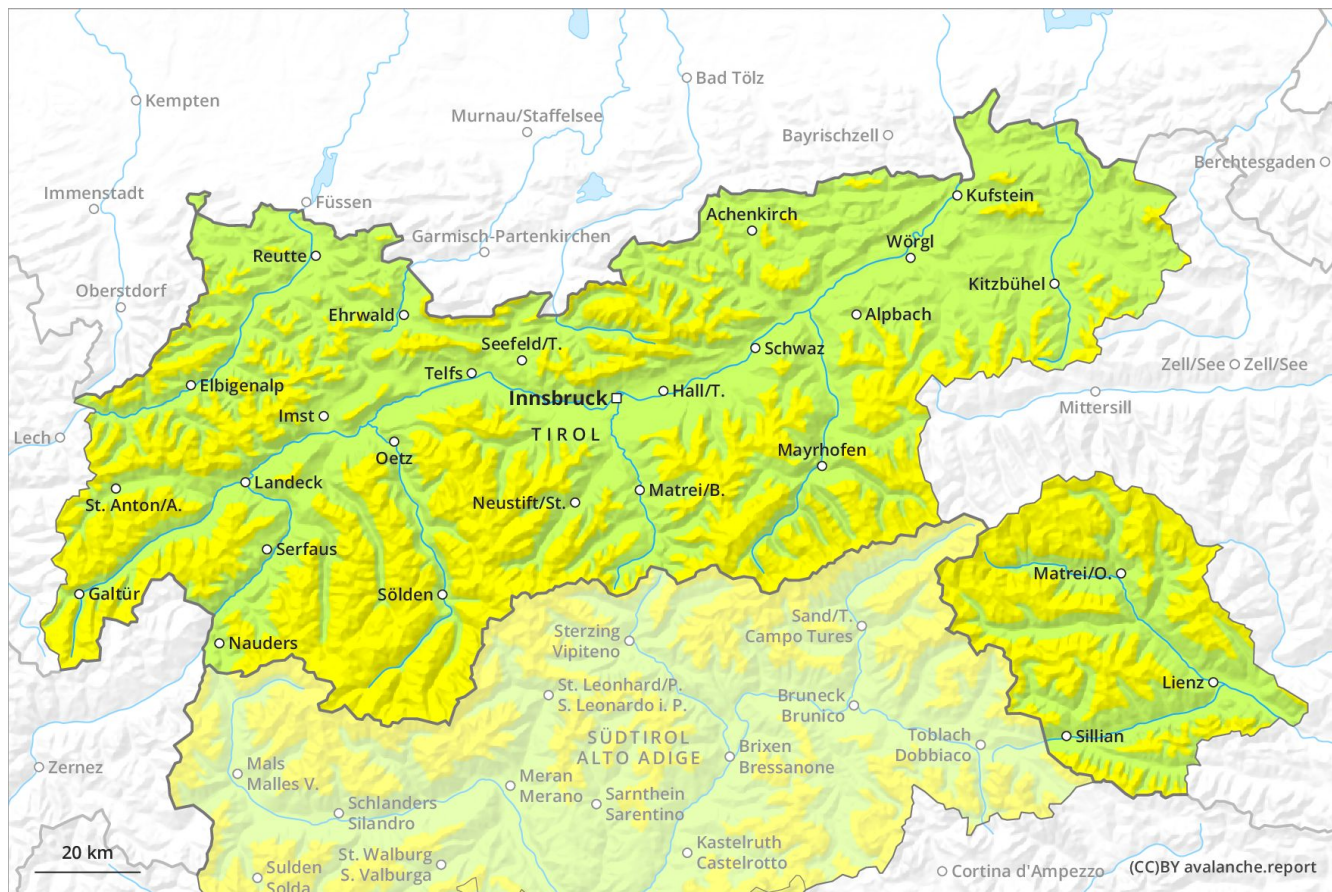 Kempten
Bad Tölz
Murnau/Staffelsee
Bayrischzell
Berchtesgaden
Immenstadt
Füssen
Kufstein
Achenkirch
Garmisch-Partenkirchen
Wörgl
Reutte
Kitzbühel
Oberstdorf
Ehrwald
Alpbach
Seefeld/T.
Schwaz
Zell/See
Zell/See
Telfs
Elbigenalp
Hall/T.
Innsbruck
Mittersill
Imst
TIROL
Lech
Oetz
Mayrhofen
Landeck
Matrei/B.
St. Anton/A.
Neustift/St.
Serfaus
Matrei/O.
Galtür
Sölden
Sand/T.
Campo Tures
Sterzing
Vipiteno
Nauders
Lienz
St. Leonhard/P.
S. Leonardo i. P.
Bruneck
Brunico
SÜDTIROL
ALTO ADIGE
Toblach
Dobbiaco
Sillian
Brixen
Bressanone
Zernez
Mals
Malles V.
Meran
Merano
Sarnthein
Sarentino
Schlanders
Silandro
Kastelruth
Castelrotto
20 km
St. Walburg
S. Valburga
Sulden
Solda
Cortina d'Ampezzo
(CC)BY avalanche.report